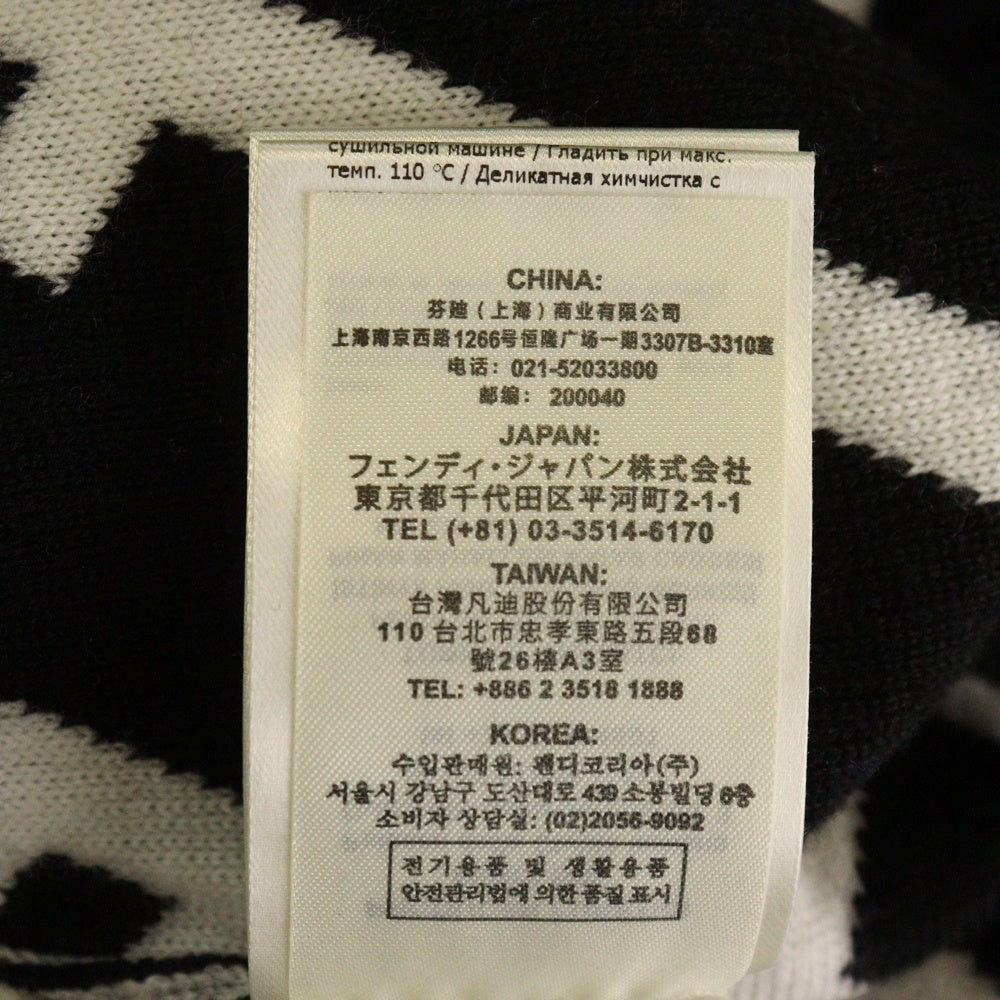 сушильной машине / Гладить при макс.
темп. 110 °C / Деликатная химчистка с
CHINA:
芬迪（上海）商业有限公司
上海南京西路1266号恒隆广场一期3307B-3310室
电话： 021-52033800
邮编： 200040
JAPAN:
フェンディ・ジャパン株式会社
東京都千代田区平河町2-1-1
TEL (+81) 03-3514-6170
TAIWAN:
台灣凡迪股份有限公司
110 台北市忠孝東路五段68
號26樓A3室
TEL: +886 2 3518 1888
KOREA:
수입판매원: 펜디코리아(주)
서울시 강남구 도산대로 439 소봉빌딩 6층
소비자 상담실: (02)2056-9092
전기용품 및 생활용품
안전관리법에 의한 품질 표시